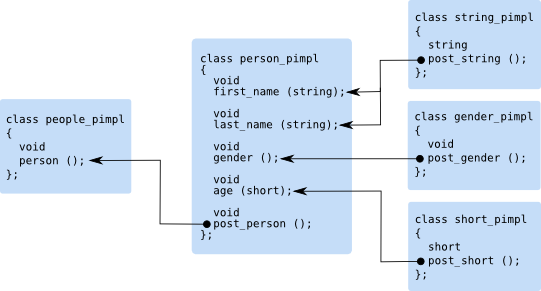 class people_pimpl
{
void
person ();
};
class person_pimpl
{
void
first_name (string);
void
last_name (string);
void
gender ();
void
age (short);
void
post_person ();
};
class string_pimpl
{
string
post_string ();
};
class gender_pimpl
{
void
post_gender ();
};
class short_pimpl
{
short
post_short ();
};